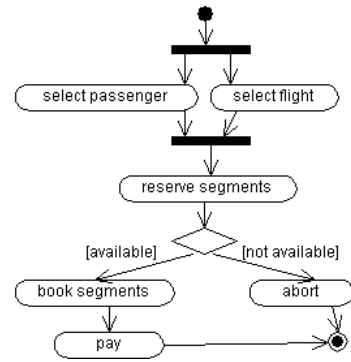 select passenger
select flight
reserve segments
[available]
[not available]
book segments
abort
pay